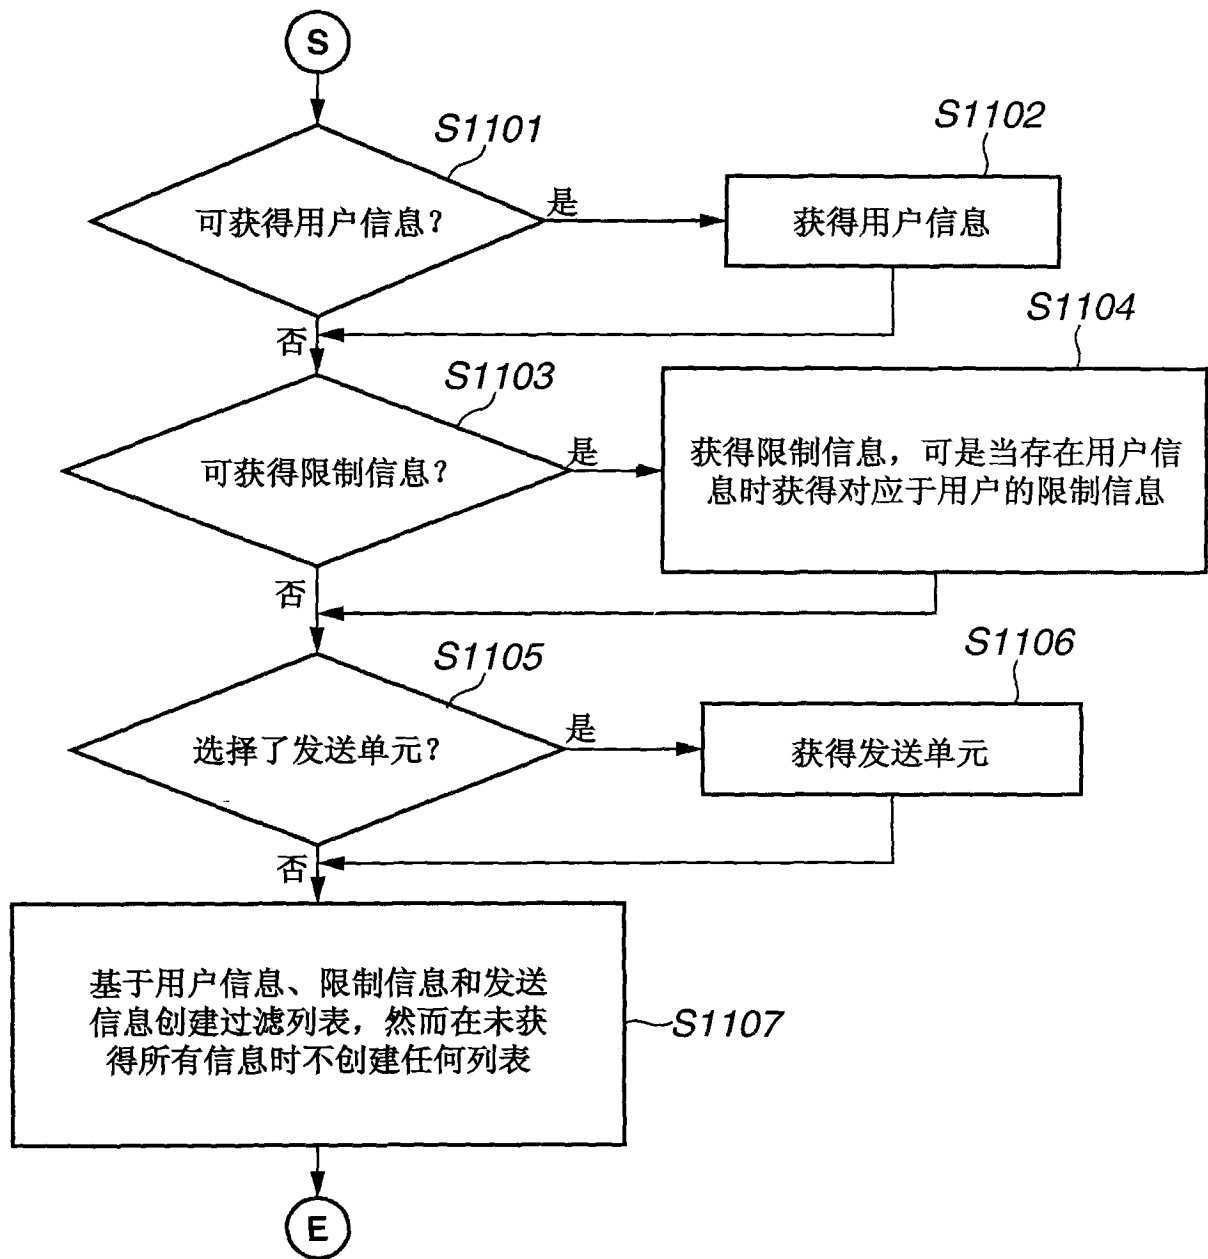 S
S1101
S1102
可获得用户信息?
是
获得用户信息
否
S1103
S1104
可获得限制信息?
是
获得限制信息，可是当存在用户信
息时获得对应于用户的限制信息
否
S1105
S1106
选择了发送单元?
是
获得发送单元
否
基于用户信息、限制信息和发送
信息创建过滤列表，然而在未获
得所有信息时不创建任何列表
S1107
E